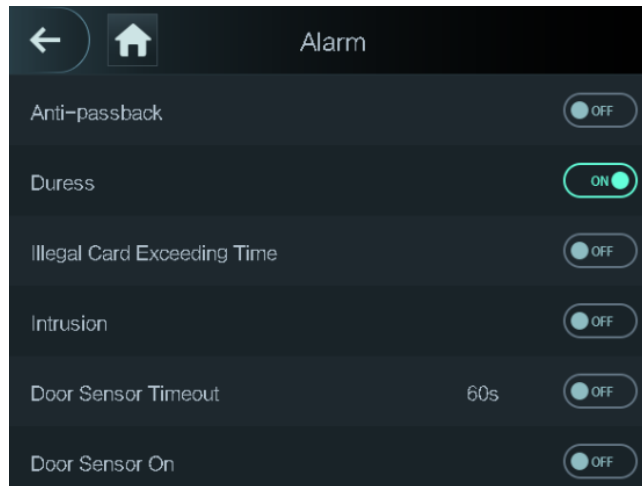 Alarm
Anti-passback OFF
Duress ON
Illegal Card Exceeding Time OFF
Intrusion OFF
Door Sensor Timeout 60s OFF
Door Sensor On OFF